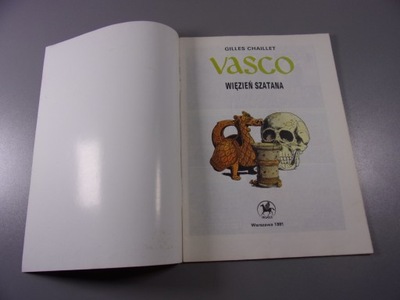 GILLES CHAILLET
VASCO
WIĘZIEŃ SZATANA
Warszawa 1991